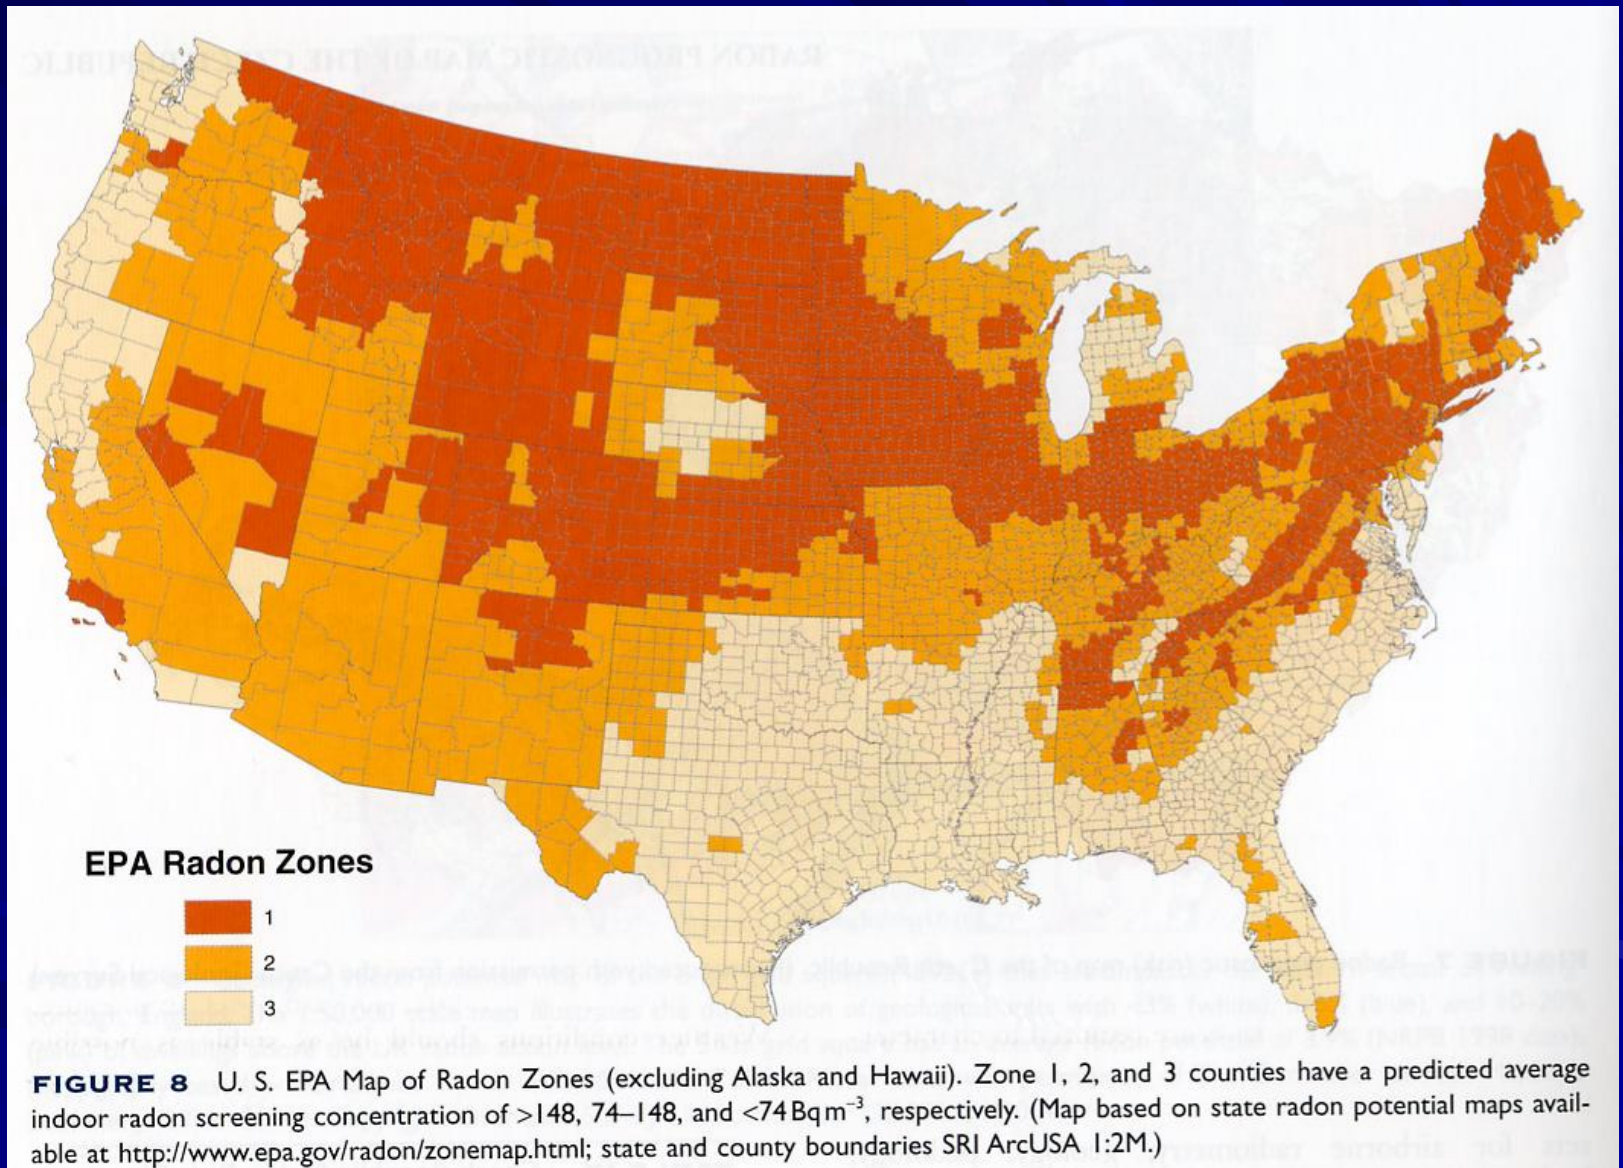 EPA Radon Zones
1
2
3
FIGURE 8 U. S. EPA Map of Radon Zones (excluding Alaska and Hawaii). Zone 1, 2, and 3 counties have a predicted average
indoor radon screening concentration of >148, 74–148, and <74 Bq m⁻³, respectively. (Map based on state radon potential maps avail-
able at http://www.epa.gov/radon/zonemap.html; state and county boundaries SRI ArcUSA 1:2M.)